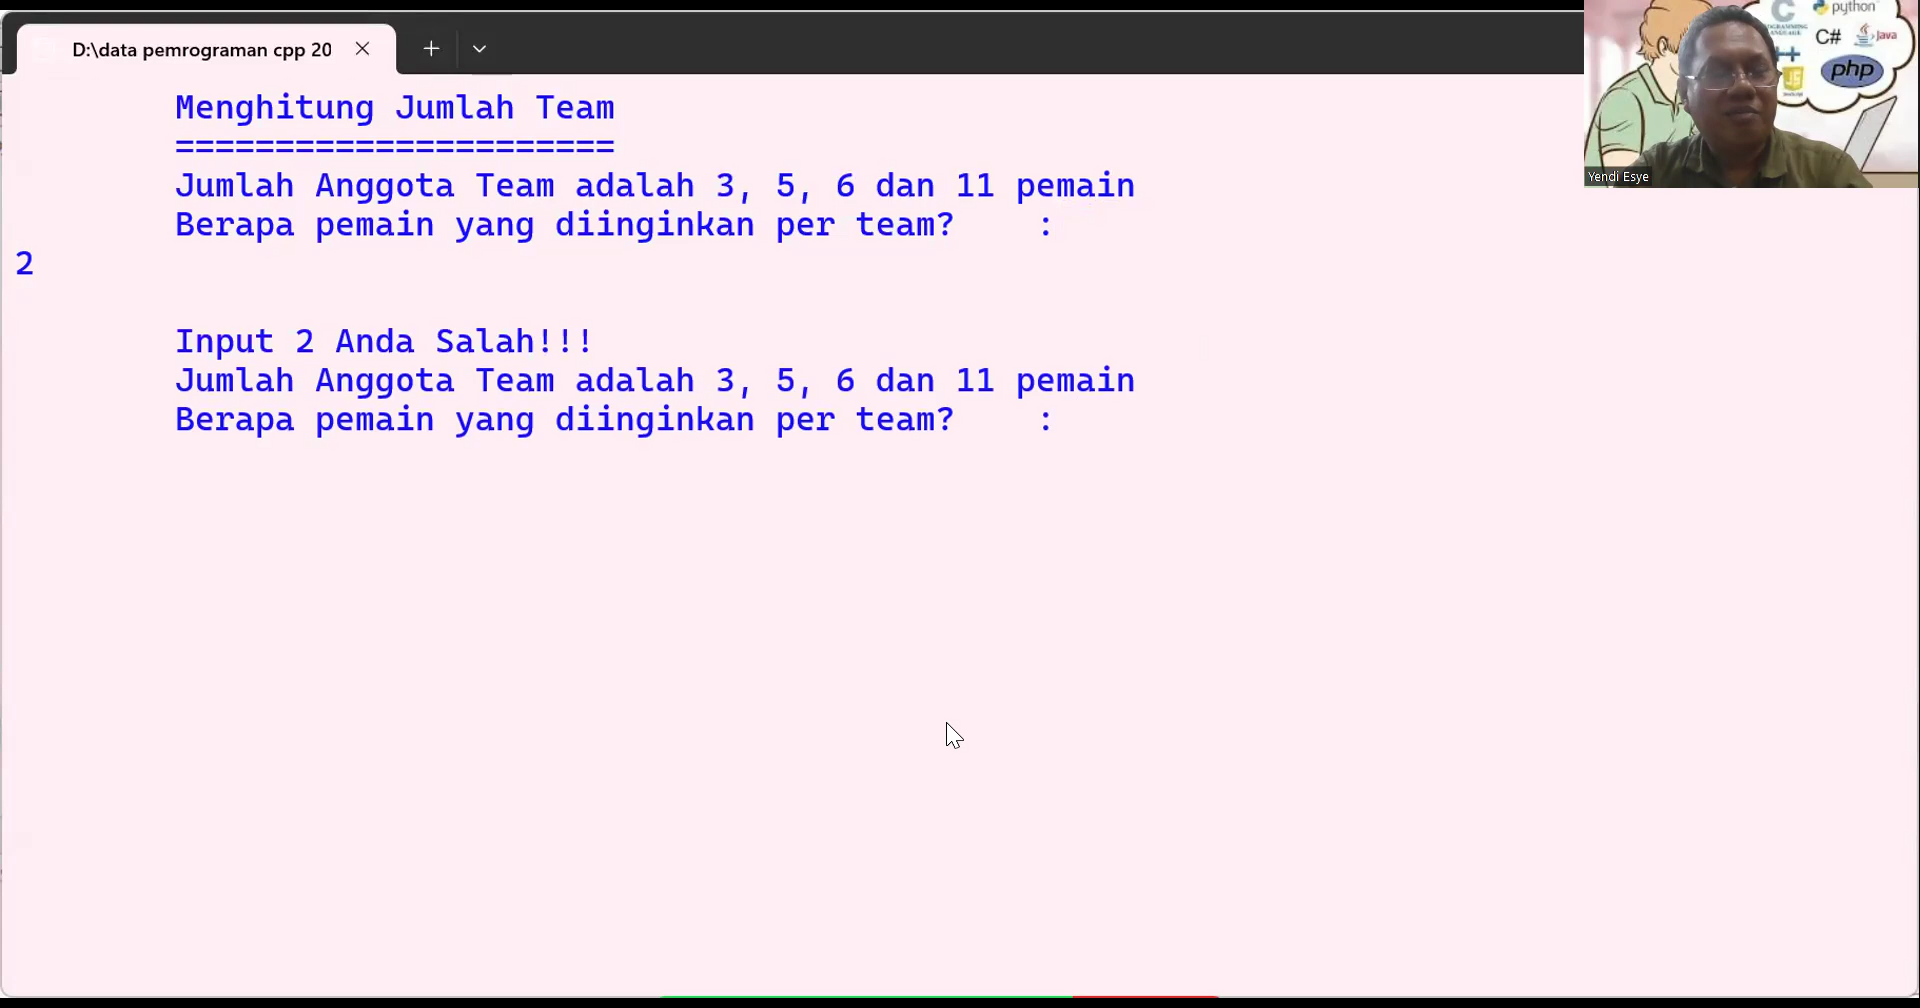 D:\data pemrograman cpp 20
Menghitung Jumlah Team
======================
Jumlah Anggota Team adalah 3, 5, 6 dan 11 pemain
Berapa pemain yang diinginkan per team? :
2
Input 2 Anda Salah!!!
Jumlah Anggota Team adalah 3, 5, 6 dan 11 pemain
Berapa pemain yang diinginkan per team? :
C
python
C#
Java
++
JS
php
Yendi Esye